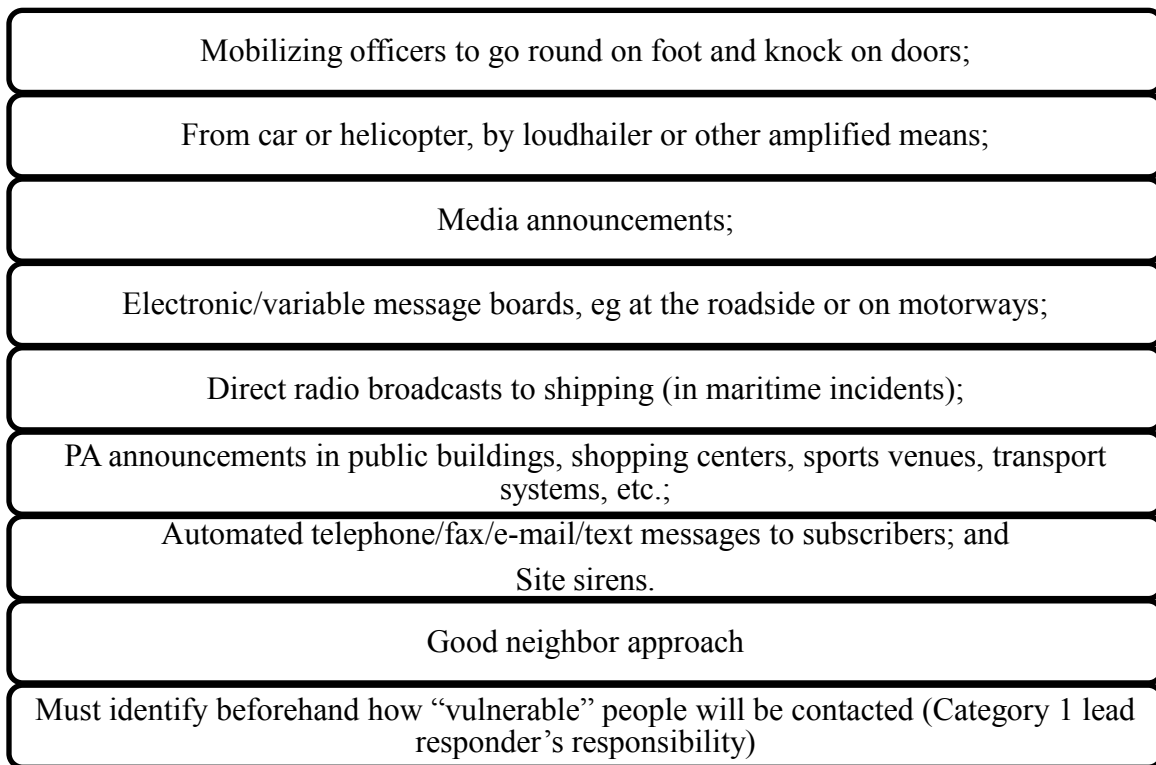 Mobilizing officers to go round on foot and knock on doors;
From car or helicopter, by loudhailer or other amplified means;
Media announcements;
Electronic/variable message boards, eg at the roadside or on motorways;
Direct radio broadcasts to shipping (in maritime incidents);
PA announcements in public buildings, shopping centers, sports venues, transport
systems, etc.;
Automated telephone/fax/e-mail/text messages to subscribers; and
Site sirens.
Good neighbor approach
Must identify beforehand how “vulnerable” people will be contacted (Category 1 lead
responder’s responsibility)